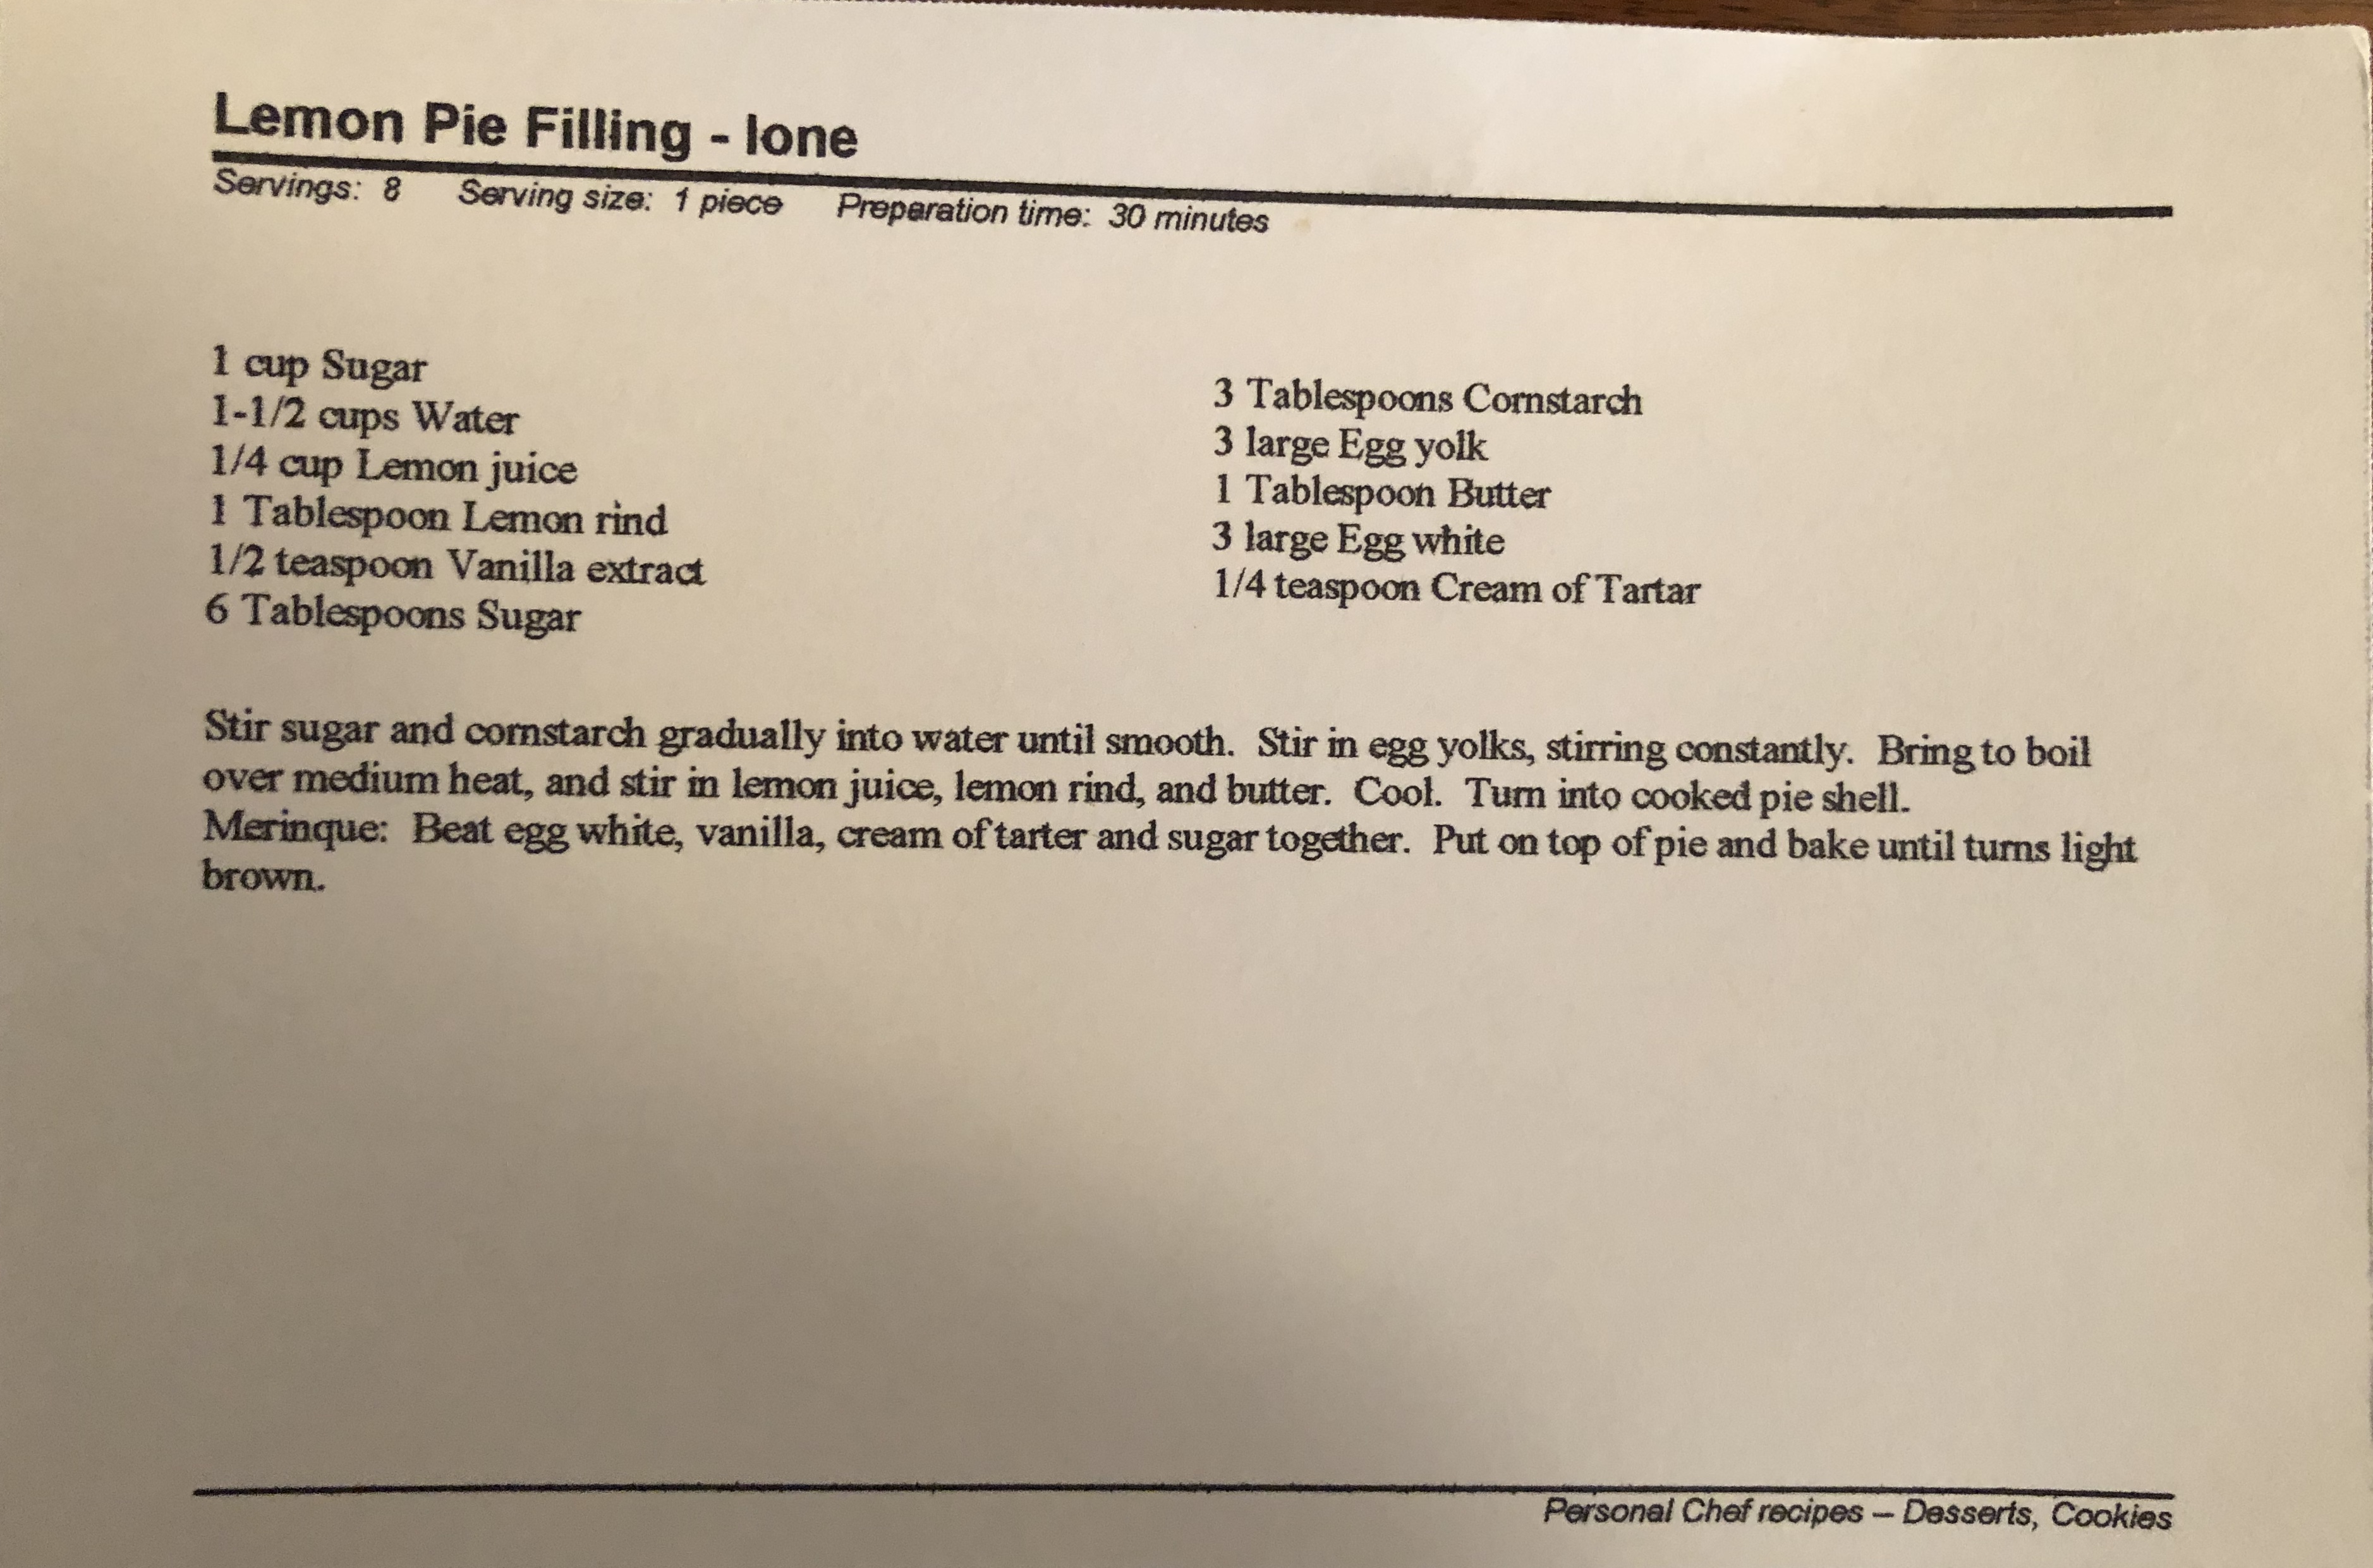 Lemon Pie Filling - Ione
Servings: 8 Serving size: 1 piece Preparation time: 30 minutes
1 cup Sugar
1-1/2 cups Water
1/4 cup Lemon juice
1 Tablespoon Lemon rind
1/2 teaspoon Vanilla extract
6 Tablespoons Sugar
3 Tablespoons Cornstarch
3 large Egg yolk
1 Tablespoon Butter
3 large Egg white
1/4 teaspoon Cream of Tartar
Stir sugar and cornstarch gradually into water until smooth. Stir in egg yolks, stirring constantly. Bring to boil
over medium heat, and stir in lemon juice, lemon rind, and butter. Cool. Turn into cooked pie shell.
Merinque: Beat egg white, vanilla, cream of tarter and sugar together. Put on top of pie and bake until turns light
brown.
Personal Chef recipes – Desserts, Cookies